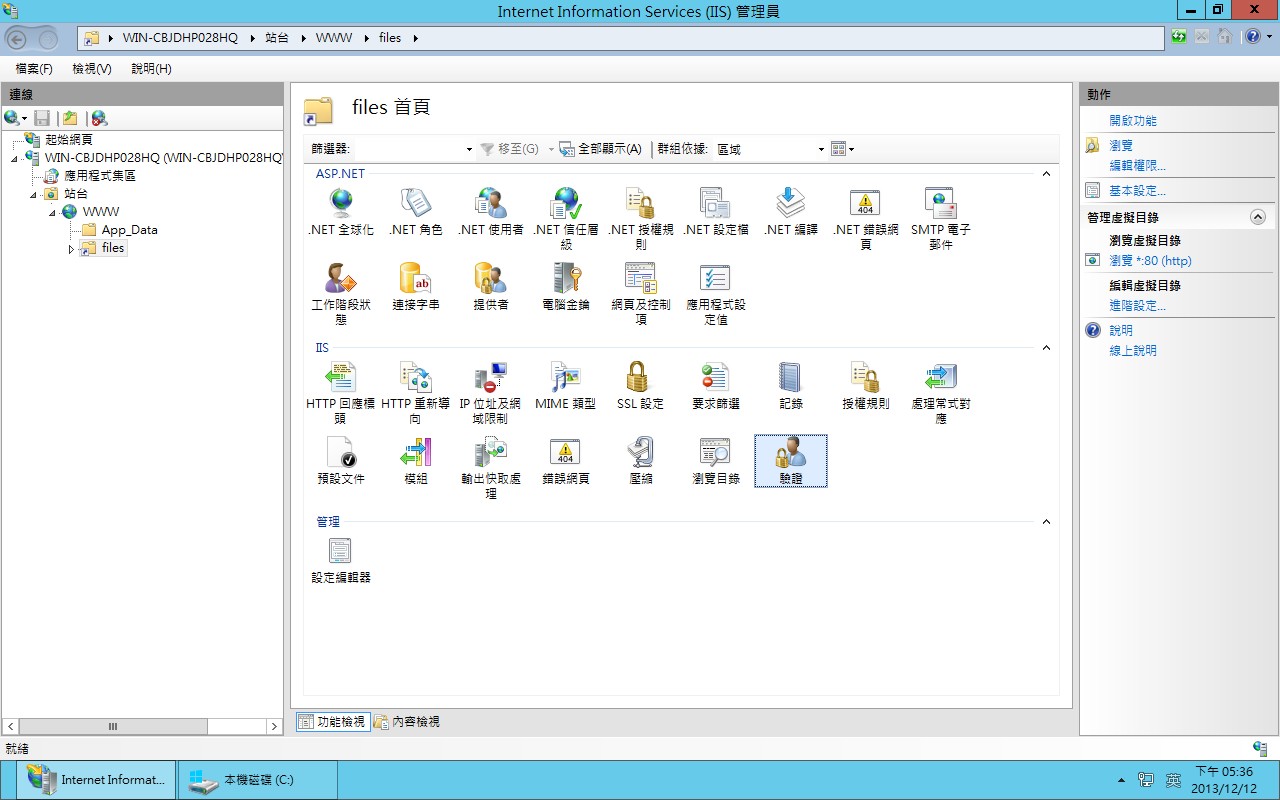 Internet Information Services (IIS) 管理員
WIN-CBJDHP028HQ 站台 WWW files
檔案(F) 檢視(V) 說明(H)
連線
起始網頁
WIN-CBJDHP028HQ (WIN-CBJDHP028HQ\
應用程式集區
站台
WWW
App_Data
files
files 首頁
篩選器: 移至(G) 全部顯示(A) 群組依據: 區域
ASP.NET
.NET 全球化
.NET 角色
.NET 使用者
.NET 信任層級
.NET 授權規則
.NET 設定檔
.NET 編譯
.NET 錯誤網頁
SMTP 電子郵件
工作階段狀態
連接字串
提供者
電腦金鑰
網頁及控制項
應用程式設定值
IIS
HTTP 回應標頭
HTTP 重新導向
IP 位址及網域限制
MIME 類型
SSL 設定
要求篩選
記錄
授權規則
處理常式對應
預設文件
模組
輸出快取處理
404
錯誤網頁
壓縮
瀏覽目錄
驗證
管理
設定編輯器
功能檢視 內容檢視
動作
開啟功能
瀏覽
編輯權限...
基本設定...
管理虛擬目錄
瀏覽虛擬目錄
瀏覽 *:80 (http)
編輯虛擬目錄
進階設定...
說明
線上說明
就緒
Internet Informat...
本機磁碟 (C:)
英
下午 05:36
2013/12/12